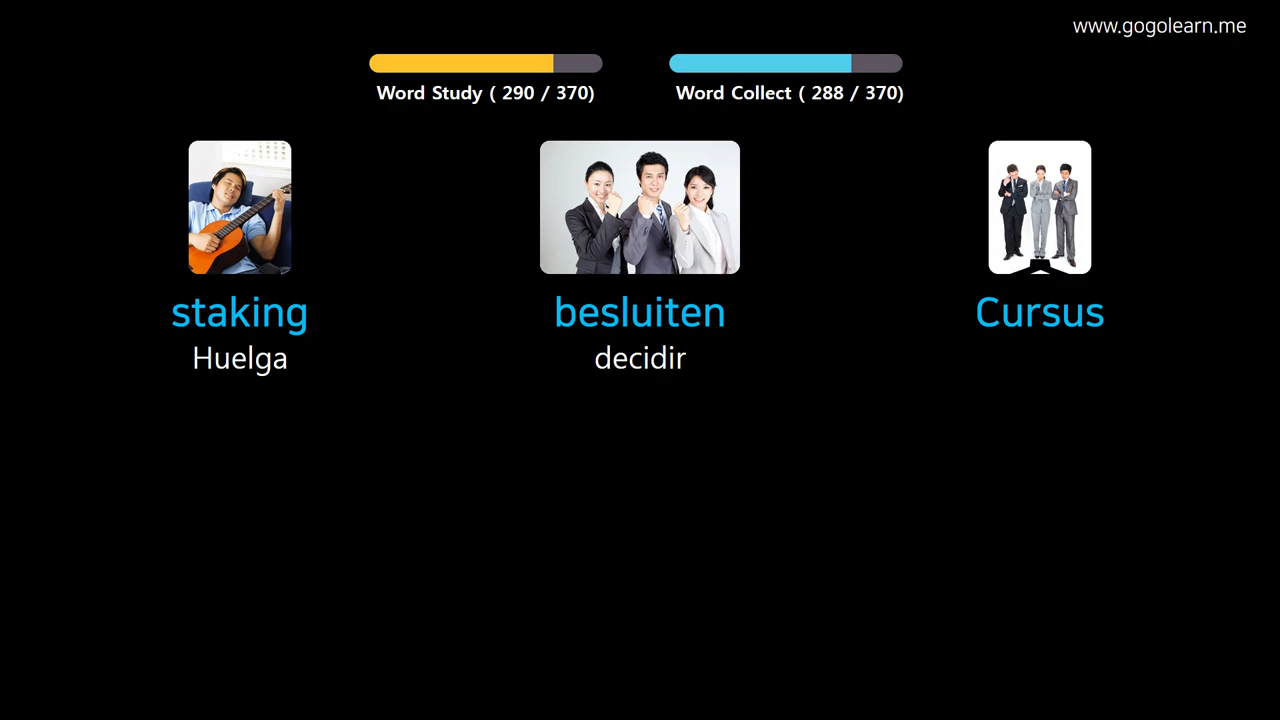 www.gogolearn.me
Word Study ( 290 / 370)
Word Collect ( 288 / 370)
staking
besluiten
Cursus
Huelga
decidir